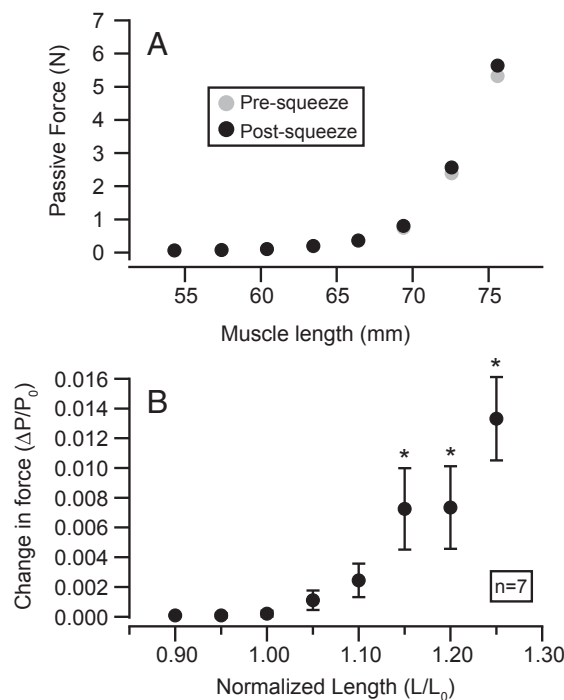 A
Passive Force (N)
7
6
5
4
3
2
1
0
Pre-squeeze
Post-squeeze
55 60 65 70 75
Muscle length (mm)
B
Change in force (ΔP/P₀)
0.016
0.014
0.012
0.010
0.008
0.006
0.004
0.002
0.000
* * *
n=7
0.90 1.00 1.10 1.20 1.30
Normalized Length (L/L₀)